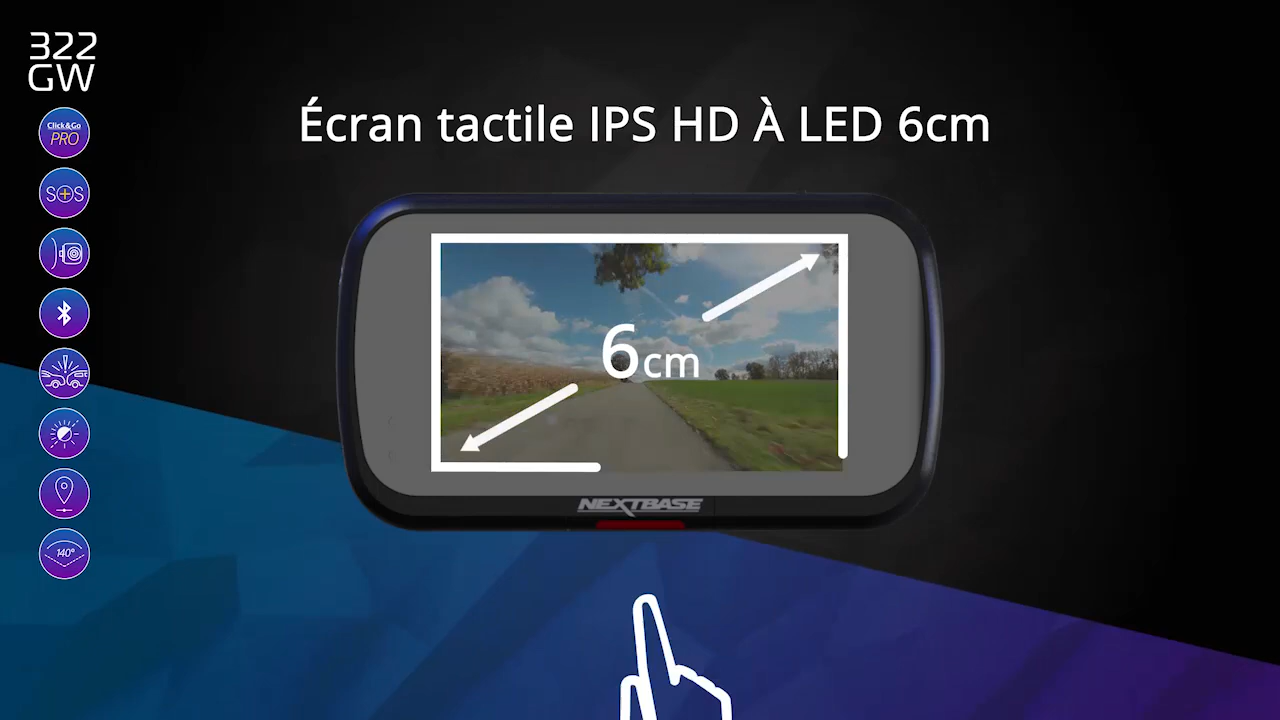 322
GW
Click&Go
PRO
SOS
140°
Écran tactile IPS HD À LED 6cm
6cm
NEXTBASE